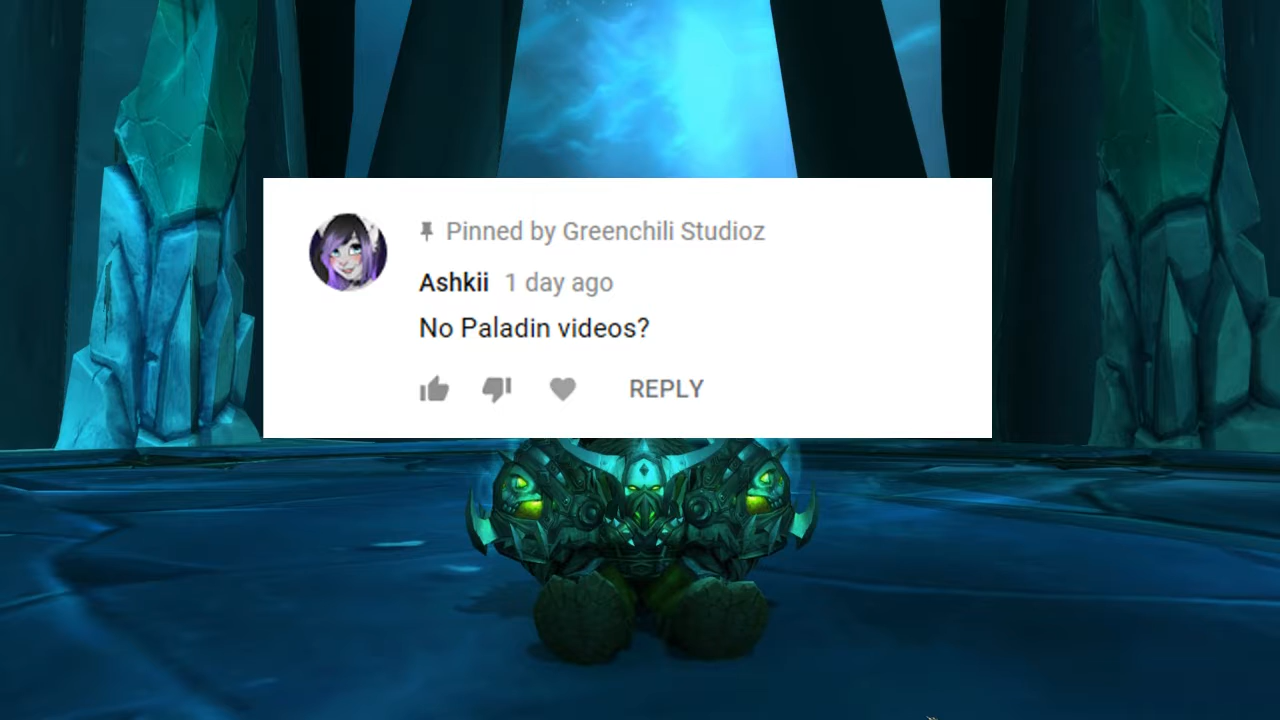 Pinned by Greenchili Studioz
Ashkii 1 day ago
No Paladin videos?
REPLY